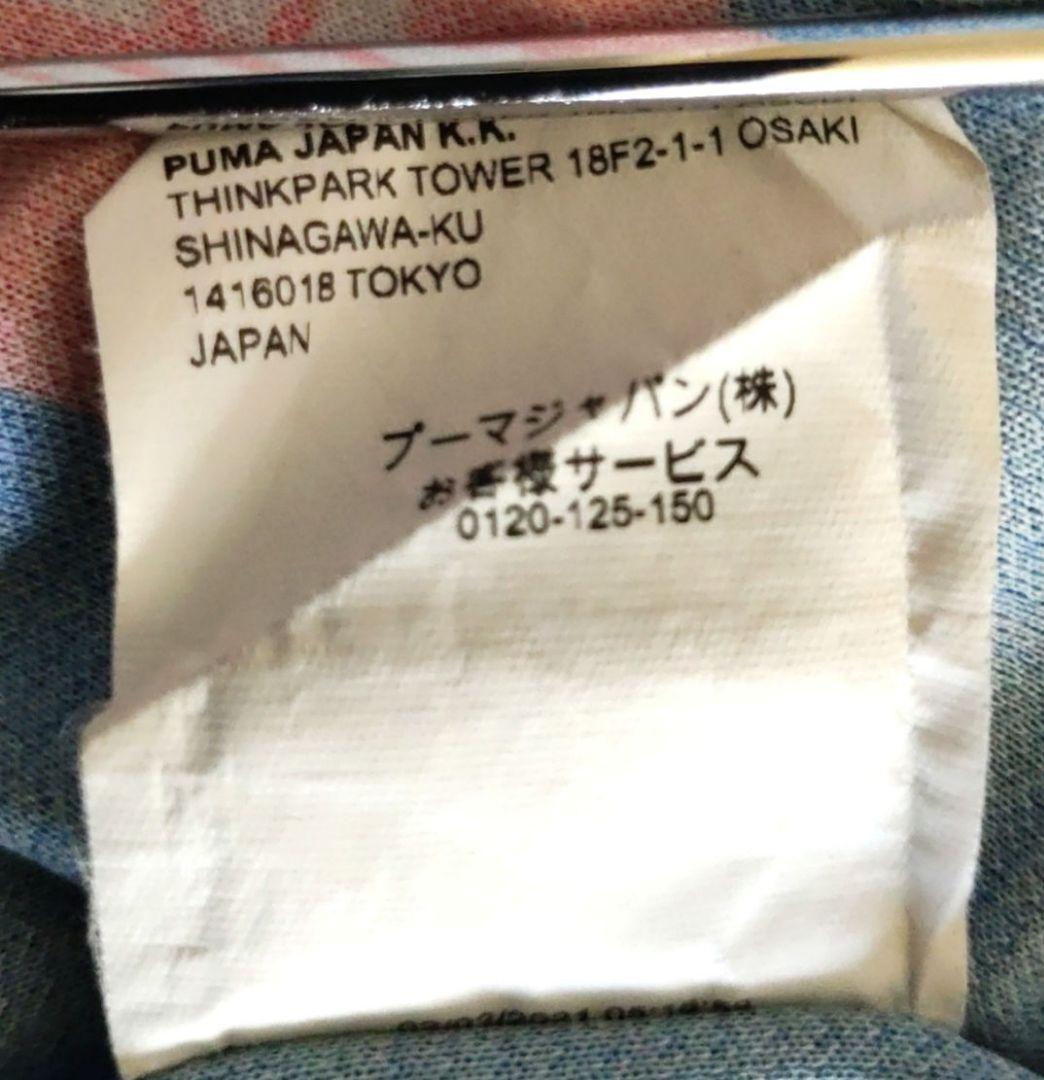 PUMA JAPAN K.K.
THINKPARK TOWER 18F2-1-1 OSAKI
SHINAGAWA-KU
1416018 TOKYO
JAPAN
プーマジャパン(株)
お客様サービス
0120-125-150